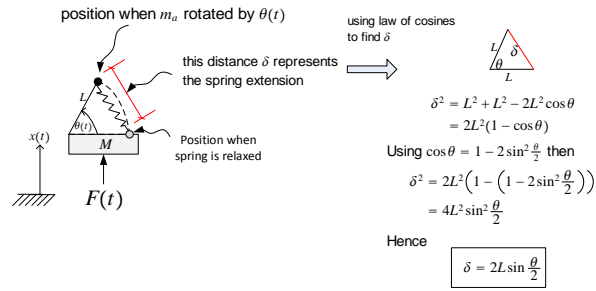 position when mₐ rotated by θ(t)
this distance δ represents
the spring extension
L
θ(t)
M
Position when
spring is relaxed
x(t)
F(t)
using law of cosines
to find δ
L
δ
θ
L
δ² = L² + L² − 2L² cos θ
= 2L²(1 − cos θ)
Using cos θ = 1 − 2 sin² θ/2 then
δ² = 2L²(1 − (1 − 2 sin² θ/2))
= 4L² sin² θ/2
Hence
δ = 2L sin θ/2